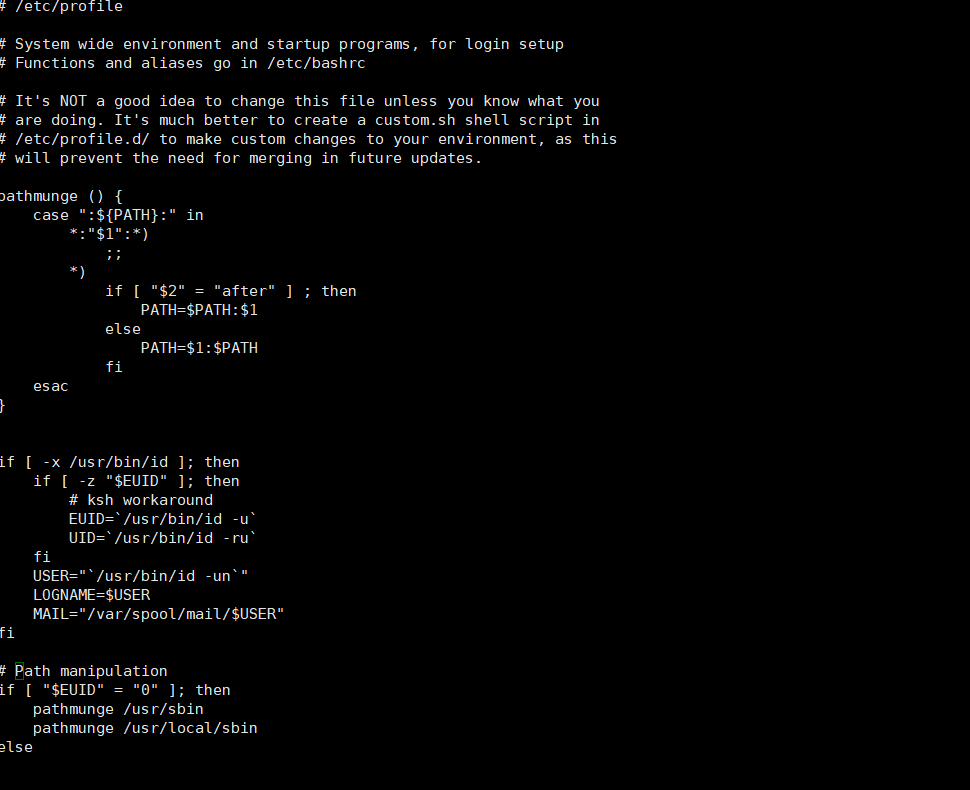 # /etc/profile

# System wide environment and startup programs, for login setup
# Functions and aliases go in /etc/bashrc

# It's NOT a good idea to change this file unless you know what you
# are doing. It's much better to create a custom.sh shell script in
# /etc/profile.d/ to make custom changes to your environment, as this
# will prevent the need for merging in future updates.

pathmunge () {
    case ":${PATH}:" in
        *:"$1":*)
            ;;
        *)
            if [ "$2" = "after" ] ; then
                PATH=$PATH:$1
            else
                PATH=$1:$PATH
            fi
    esac
}


if [ -x /usr/bin/id ]; then
    if [ -z "$EUID" ]; then
        # ksh workaround
        EUID=`/usr/bin/id -u`
        UID=`/usr/bin/id -ru`
    fi
    USER="`/usr/bin/id -un`"
    LOGNAME=$USER
    MAIL="/var/spool/mail/$USER"
fi

# Path manipulation
if [ "$EUID" = "0" ]; then
    pathmunge /usr/sbin
    pathmunge /usr/local/sbin
else